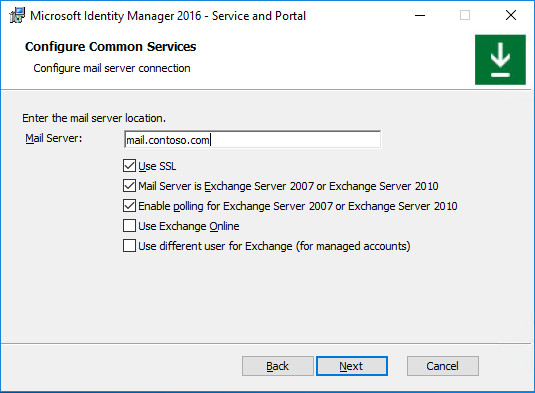 Microsoft Identity Manager 2016 - Service and Portal
Configure Common Services
Configure mail server connection
Enter the mail server location.
Mail Server: mail.contoso.com
Use SSL
Mail Server is Exchange Server 2007 or Exchange Server 2010
Enable polling for Exchange Server 2007 or Exchange Server 2010
Use Exchange Online
Use different user for Exchange (for managed accounts)
Back Next Cancel